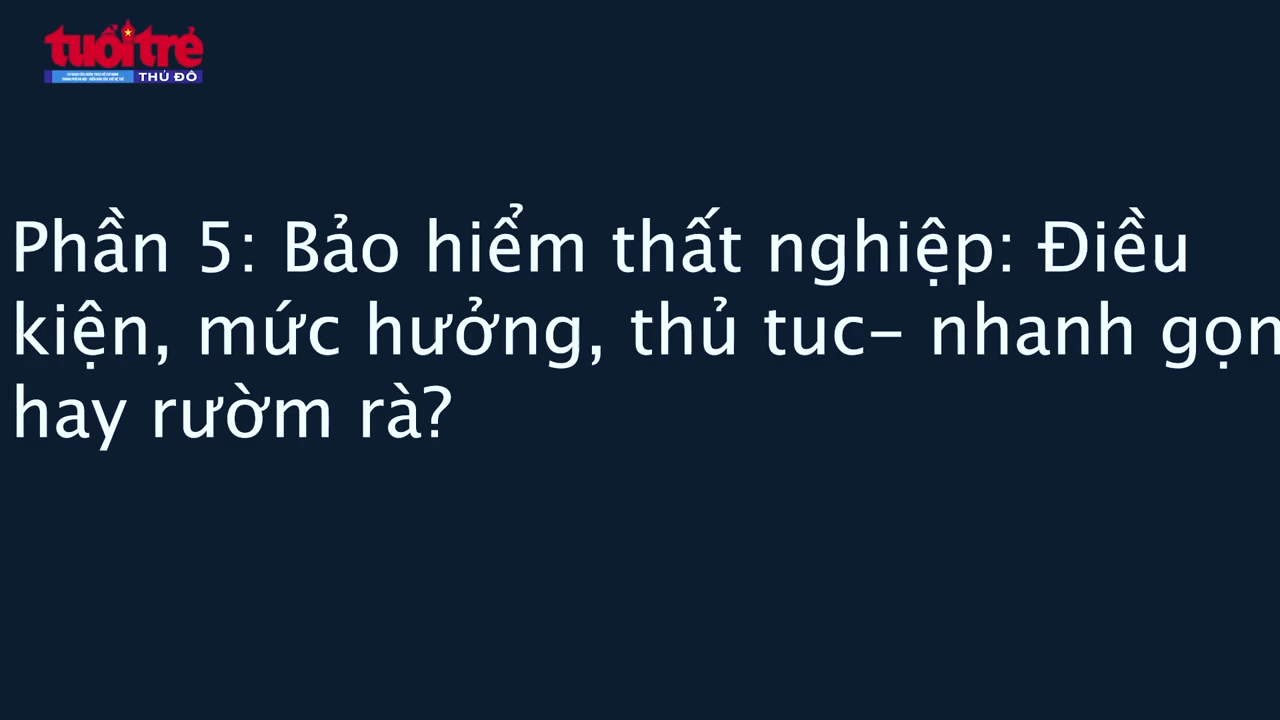 tuổi trẻ
THỦ ĐÔ
Phần 5: Bảo hiểm thất nghiệp: Điều
kiện, mức hưởng, thủ tuc- nhanh gọn
hay rườm rà?